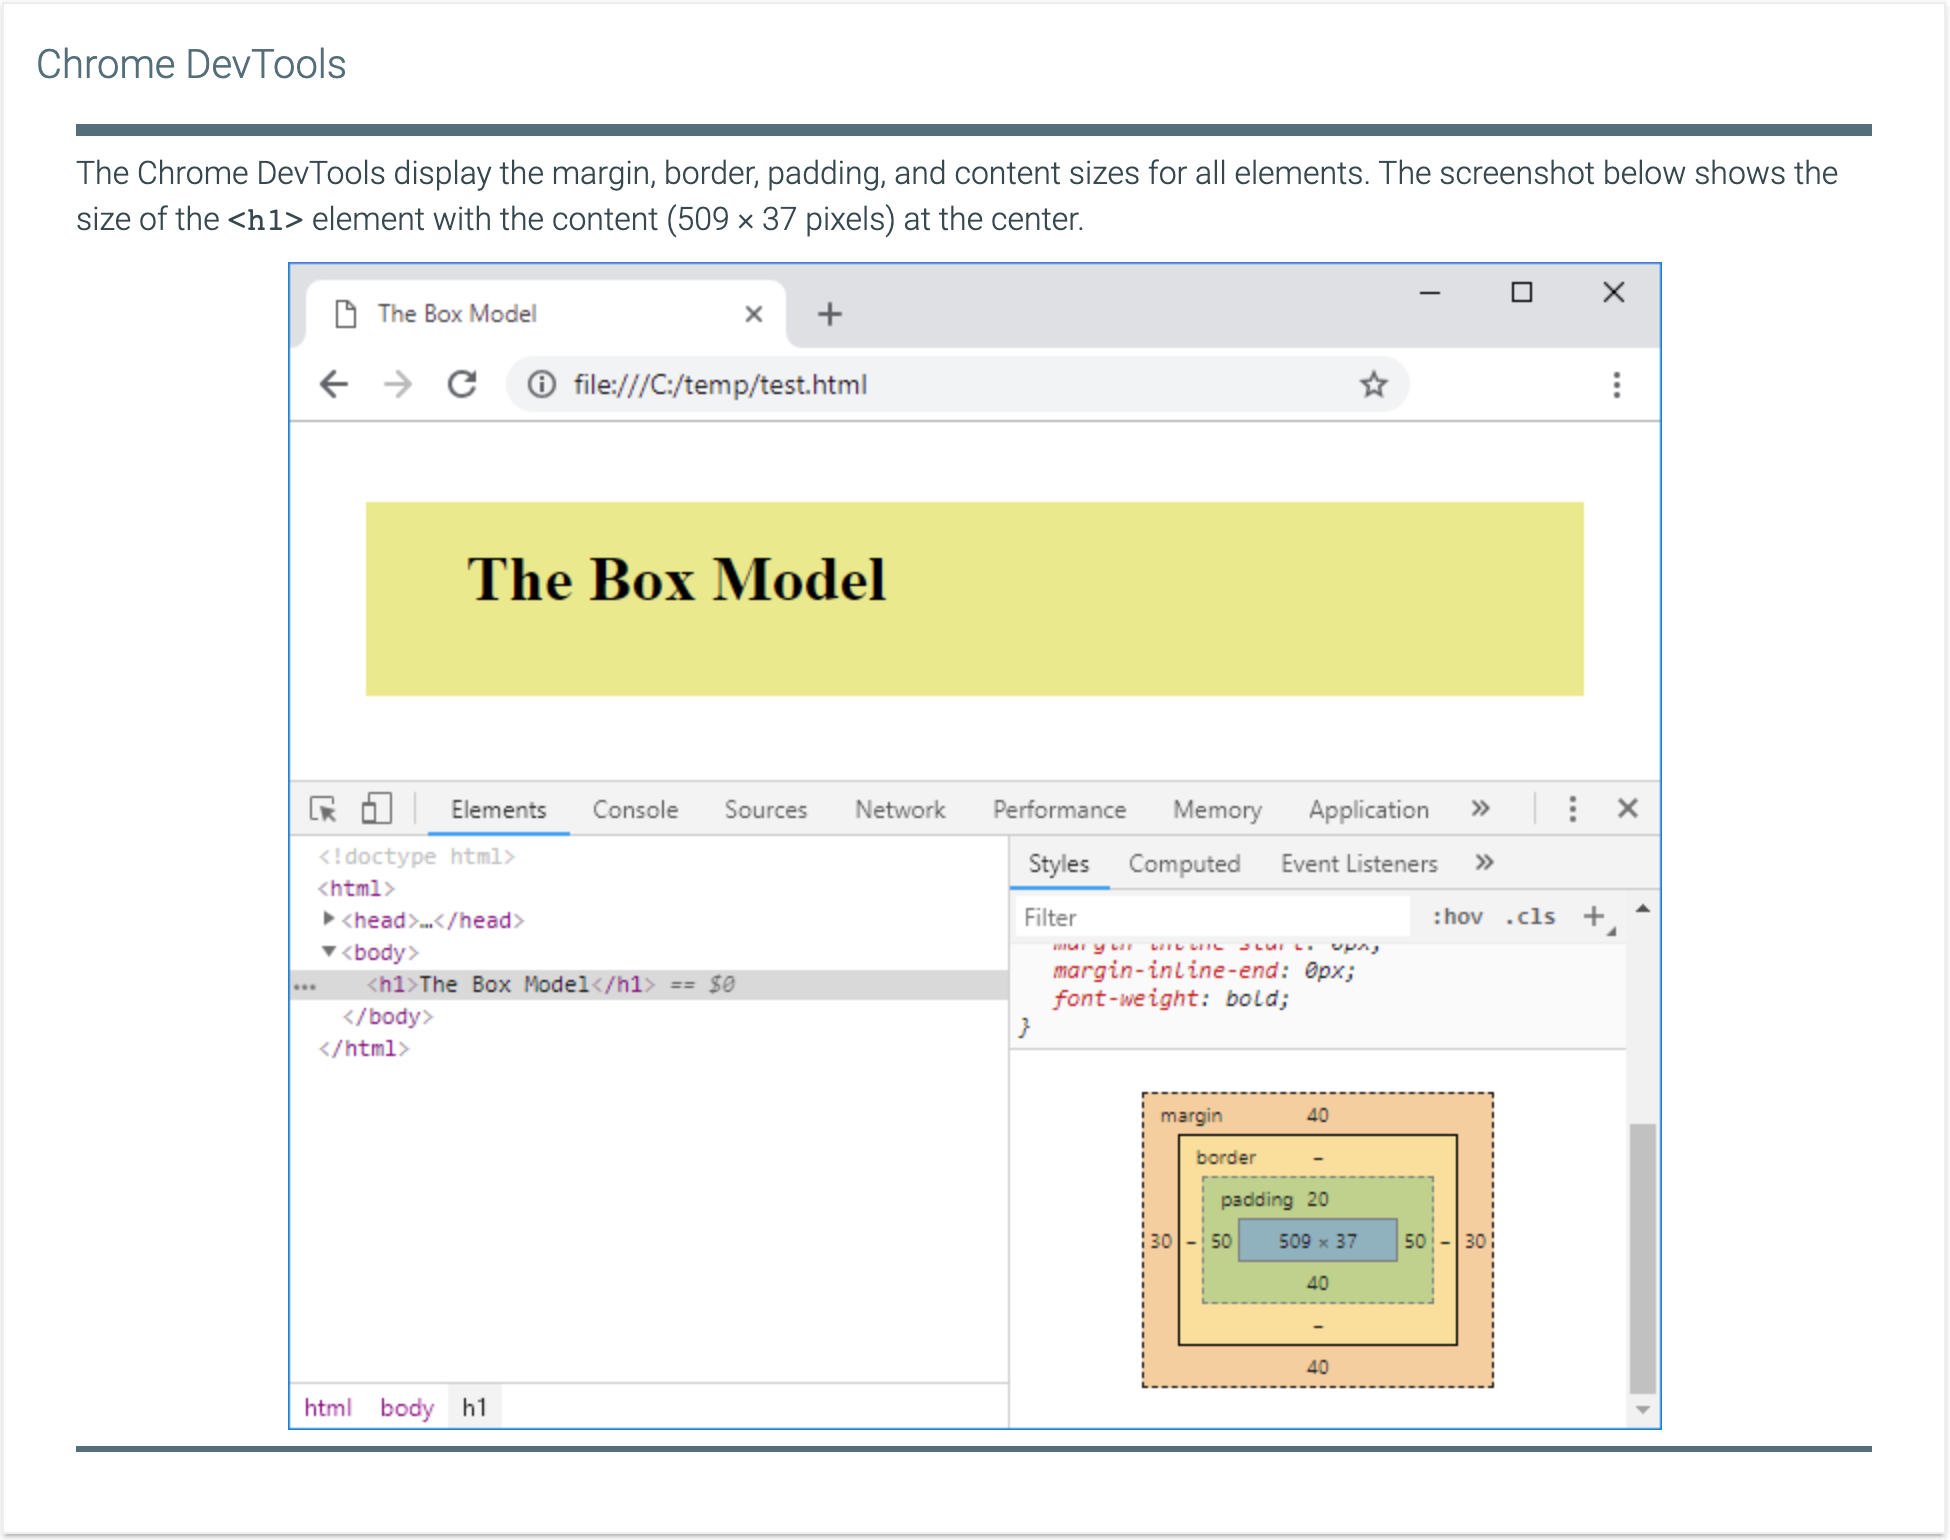 Chrome DevTools
The Chrome DevTools display the margin, border, padding, and content sizes for all elements. The screenshot below shows the
size of the <h1> element with the content (509 × 37 pixels) at the center.
The Box Model
file:///C:/temp/test.html
The Box Model
Elements Console Sources Network Performance Memory Application »
<!doctype html>
<html>
<head>…</head>
<body>
<h1>The Box Model</h1> == $0
</body>
</html>
html body h1
Styles Computed Event Listeners »
Filter :hov .cls +
margin-inline-start: 0px;
margin-inline-end: 0px;
font-weight: bold;
}
margin 40
border –
padding 20
30 – 50 509 × 37 50 – 30
40
–
40